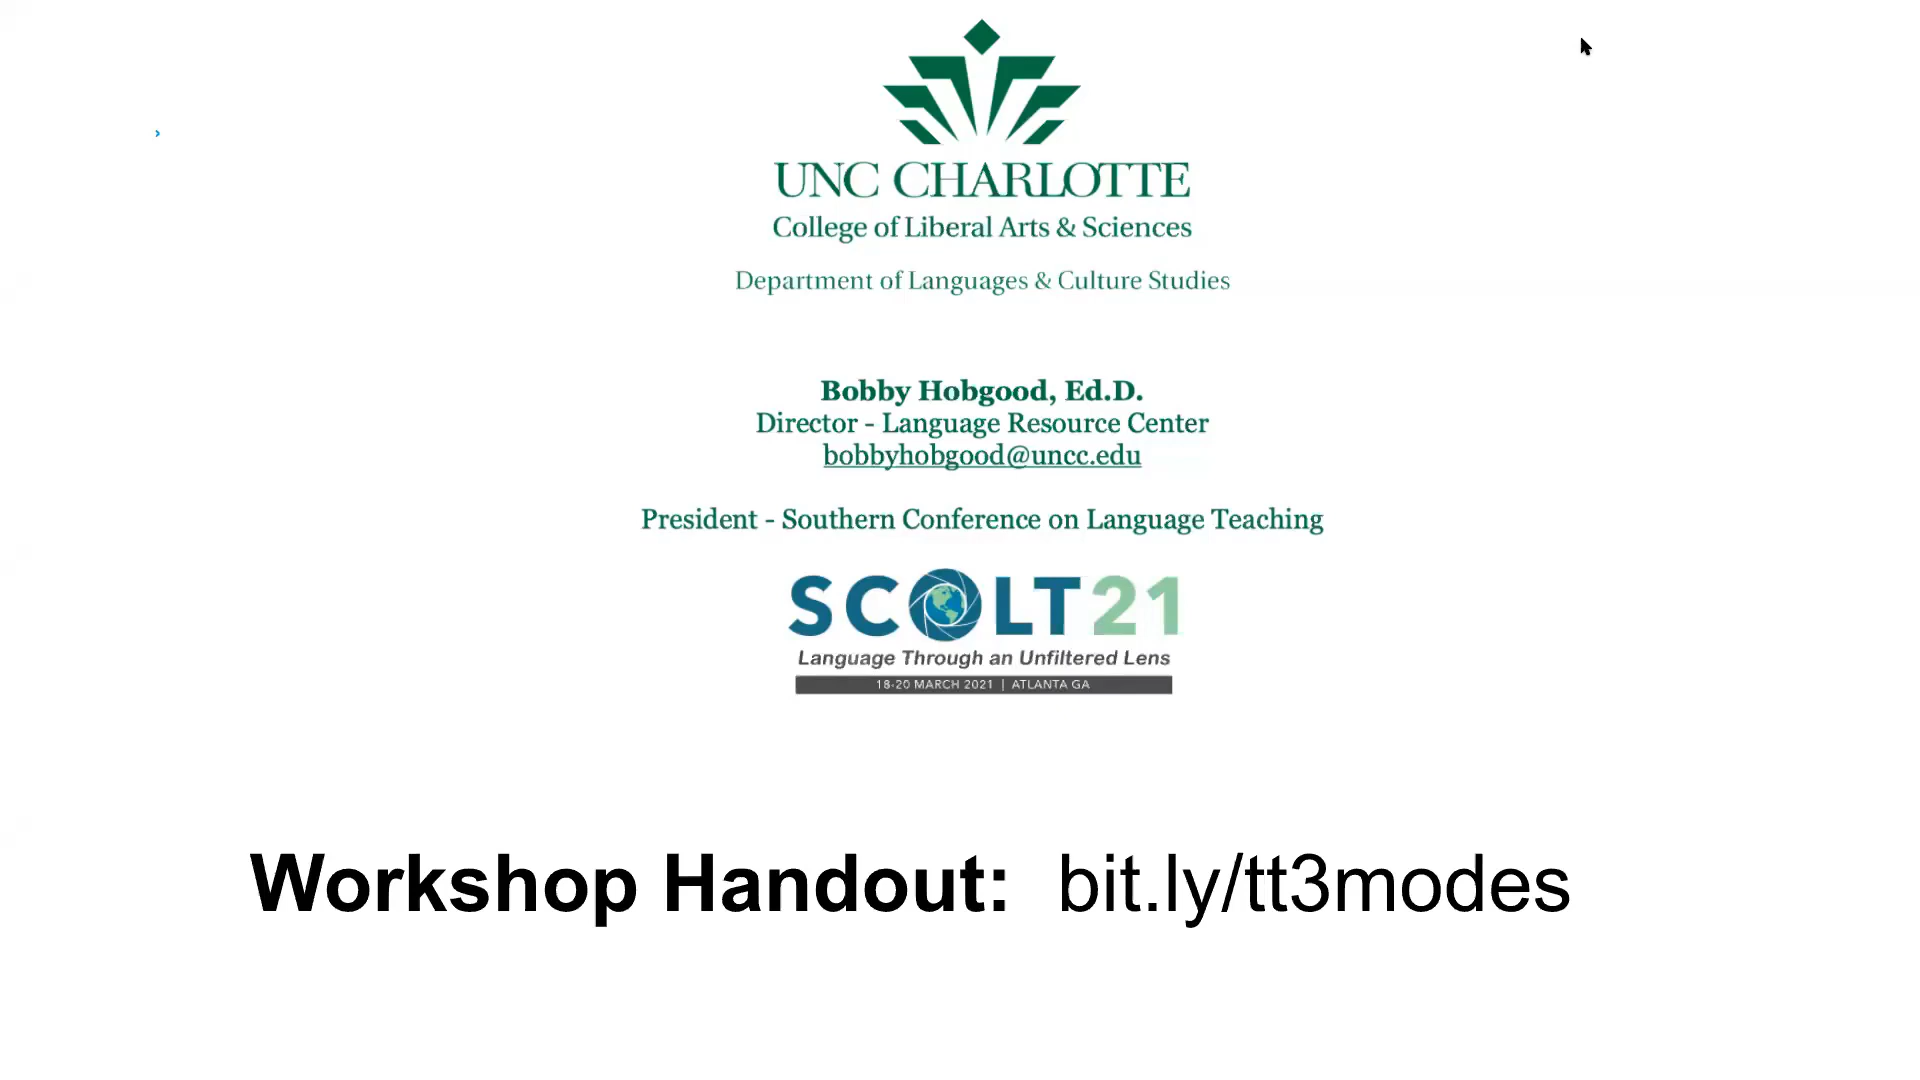 UNC CHARLOTTE
College of Liberal Arts & Sciences
Department of Languages & Culture Studies
Bobby Hobgood, Ed.D.
Director - Language Resource Center
bobbyhobgood@uncc.edu
President - Southern Conference on Language Teaching
SCOLT21
Language Through an Unfiltered Lens
18-20 MARCH 2021 | ATLANTA GA
Workshop Handout: bit.ly/tt3modes